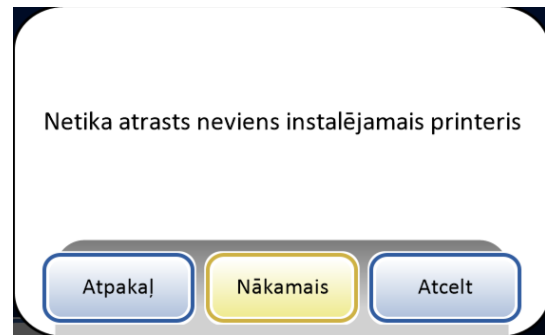 Netika atrasts neviens instalējamais printeris
Atpakaļ
Nākamais
Atcelt